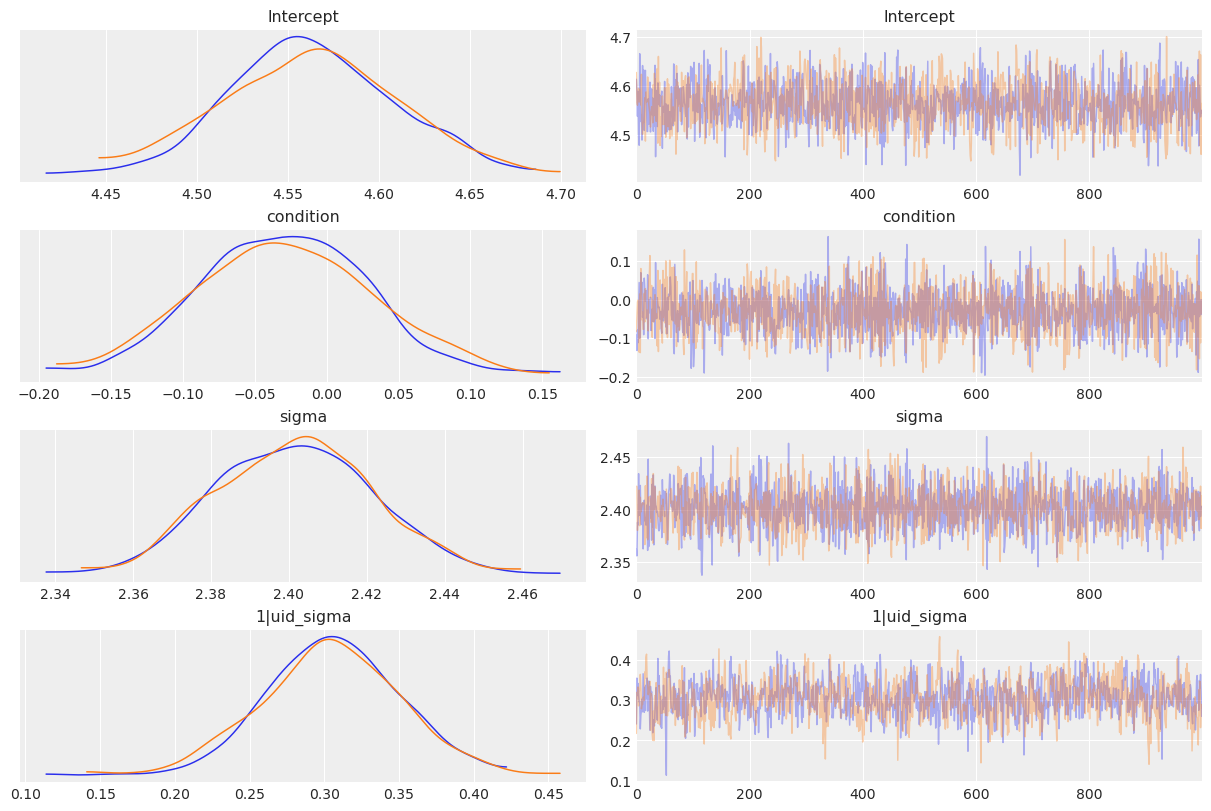 Intercept
Intercept
4.7
4.6
4.5
4.45 4.50 4.55 4.60 4.65 4.70
0 200 400 600 800
condition
condition
0.1
0.0
−0.1
−0.2
−0.20 −0.15 −0.10 −0.05 0.00 0.05 0.10 0.15
0 200 400 600 800
sigma
sigma
2.45
2.40
2.35
2.34 2.36 2.38 2.40 2.42 2.44 2.46
0 200 400 600 800
1|uid_sigma
1|uid_sigma
0.4
0.3
0.2
0.1
0.10 0.15 0.20 0.25 0.30 0.35 0.40 0.45
0 200 400 600 800